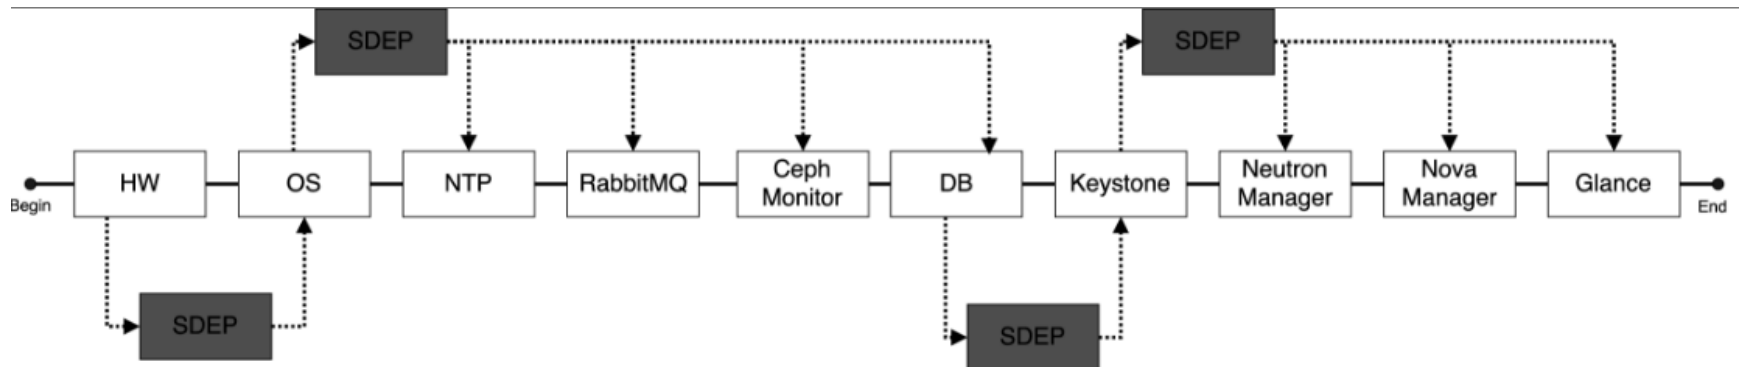 SDEP
SDEP
HW
OS
NTP
RabbitMQ
Ceph
Monitor
DB
Keystone
Neutron
Manager
Nova
Manager
Glance
Begin
End
SDEP
SDEP